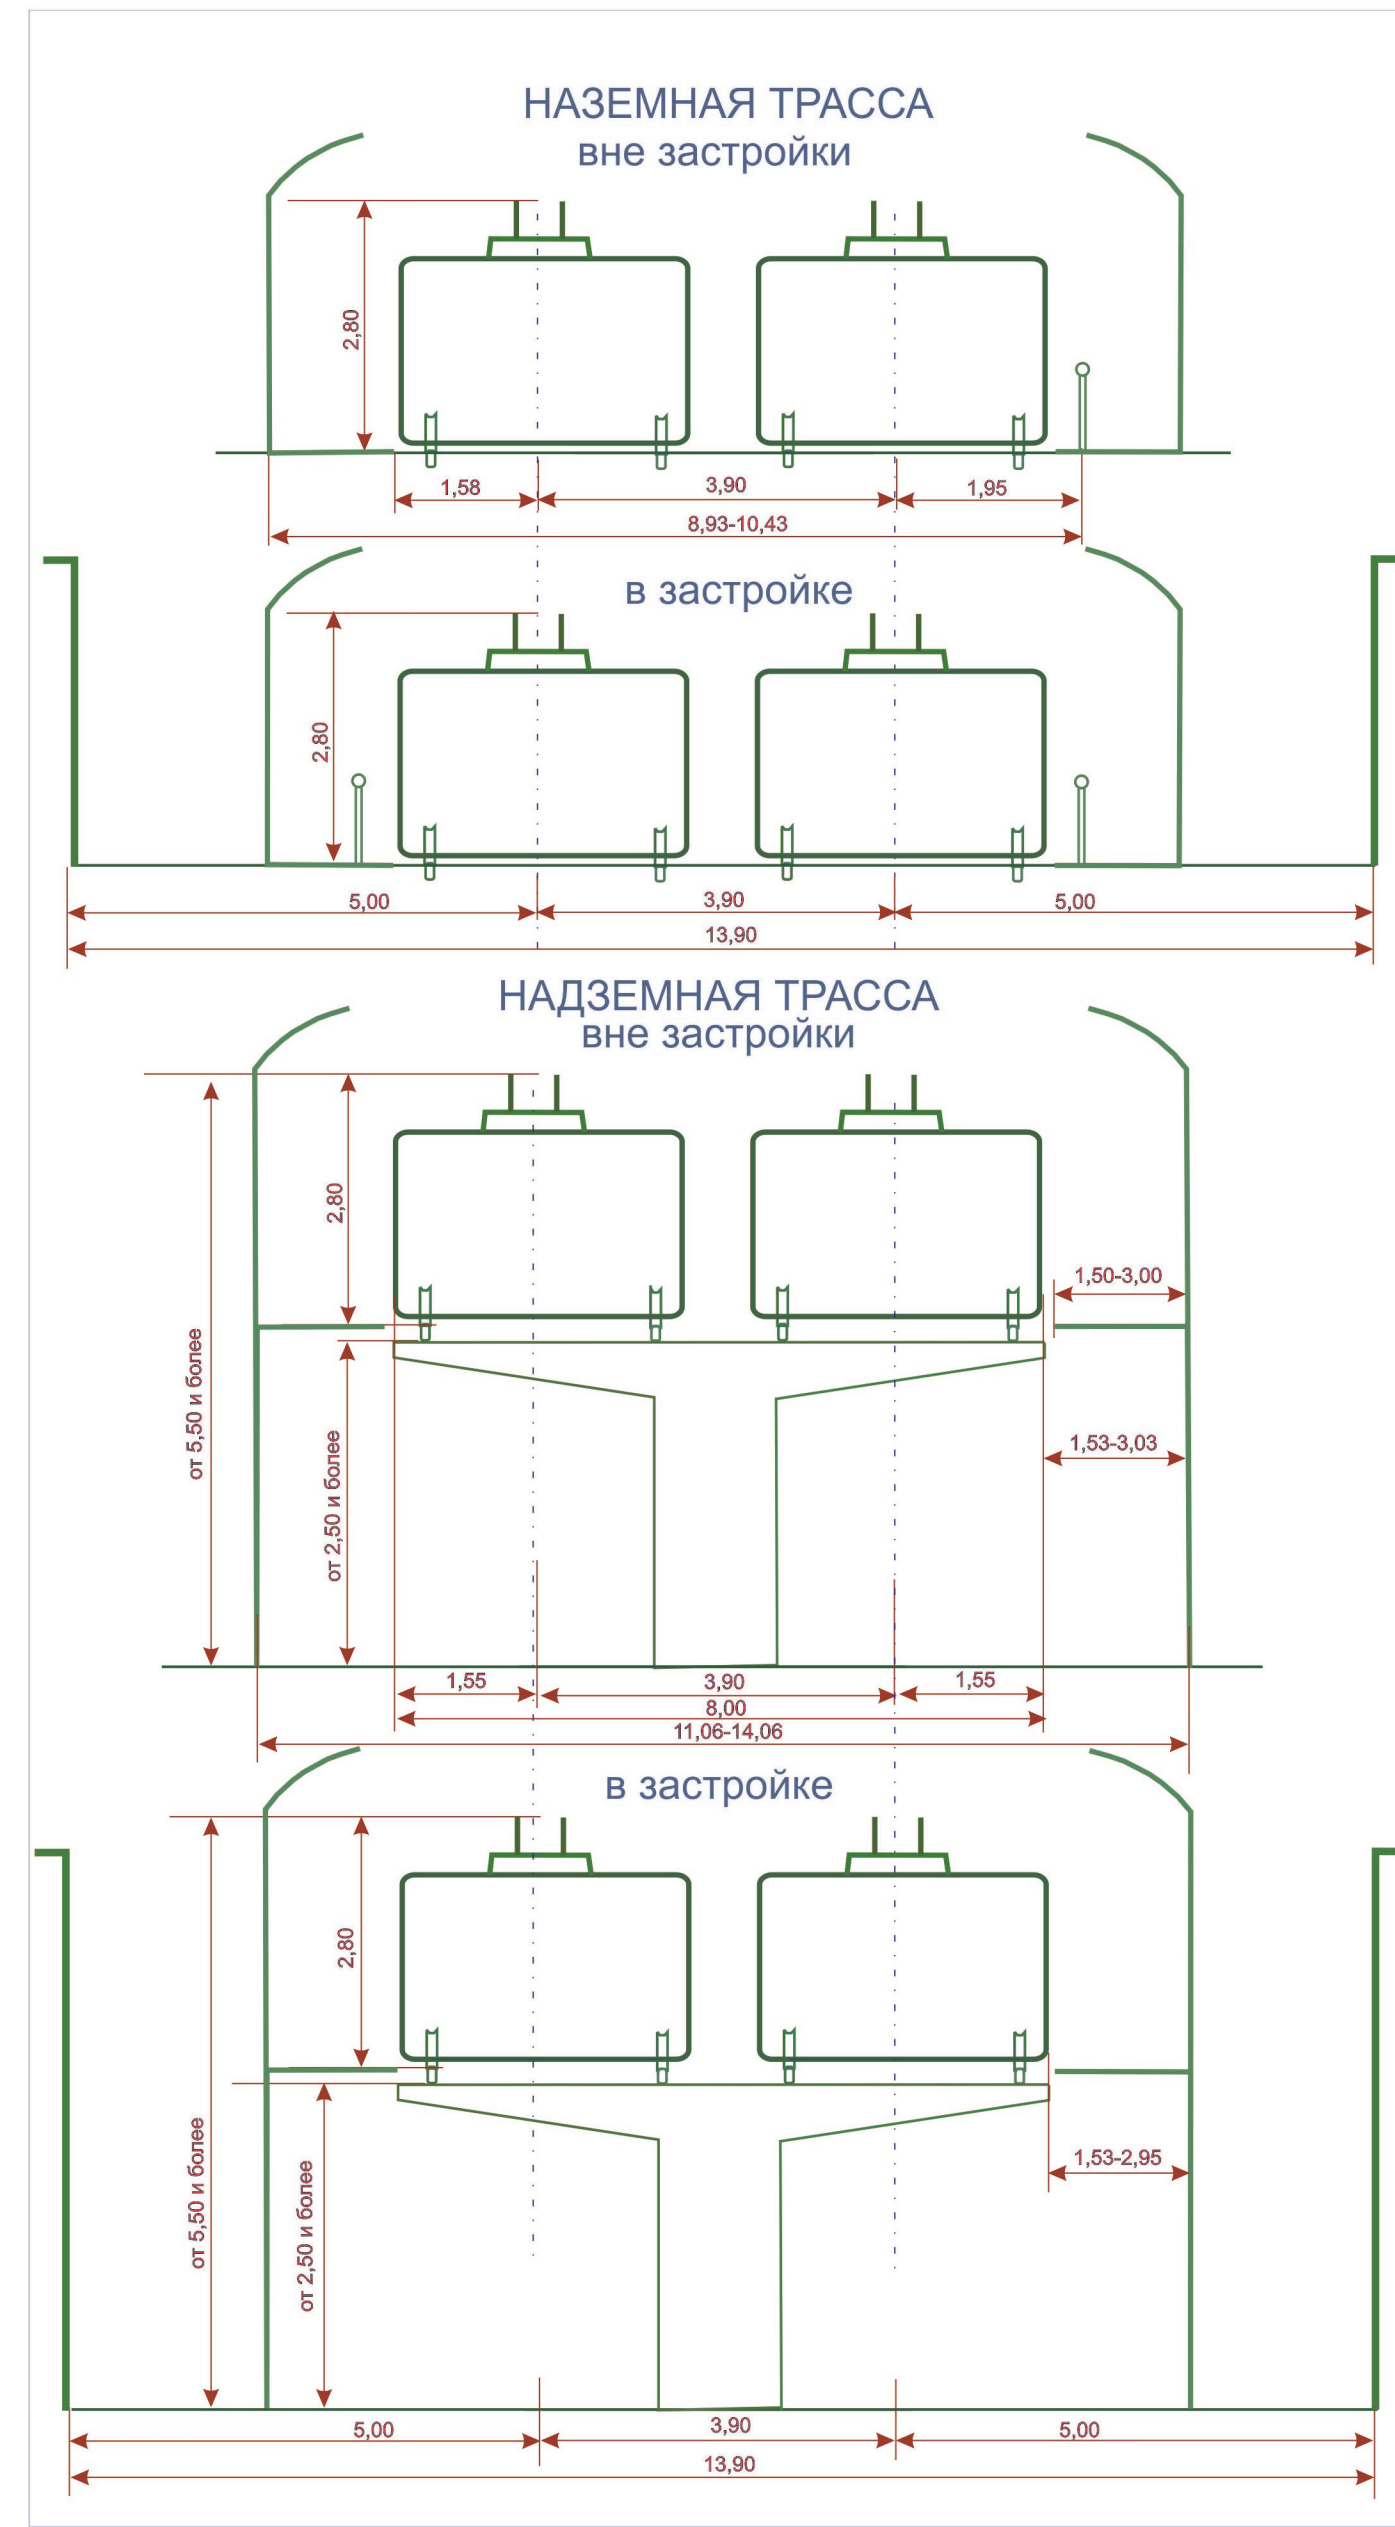 НАЗЕМНАЯ ТРАССА
вне застройки
2,80
1,58
3,90
1,95
8,93-10,43
в застройке
2,80
5,00
3,90
5,00
13,90
НАДЗЕМНАЯ ТРАССА
вне застройки
2,80
1,50-3,00
от 5,50 и более
от 2,50 и более
1,53-3,03
1,55
3,90
1,55
8,00
11,06-14,06
в застройке
2,80
от 5,50 и более
от 2,50 и более
1,53-2,95
5,00
3,90
5,00
13,90